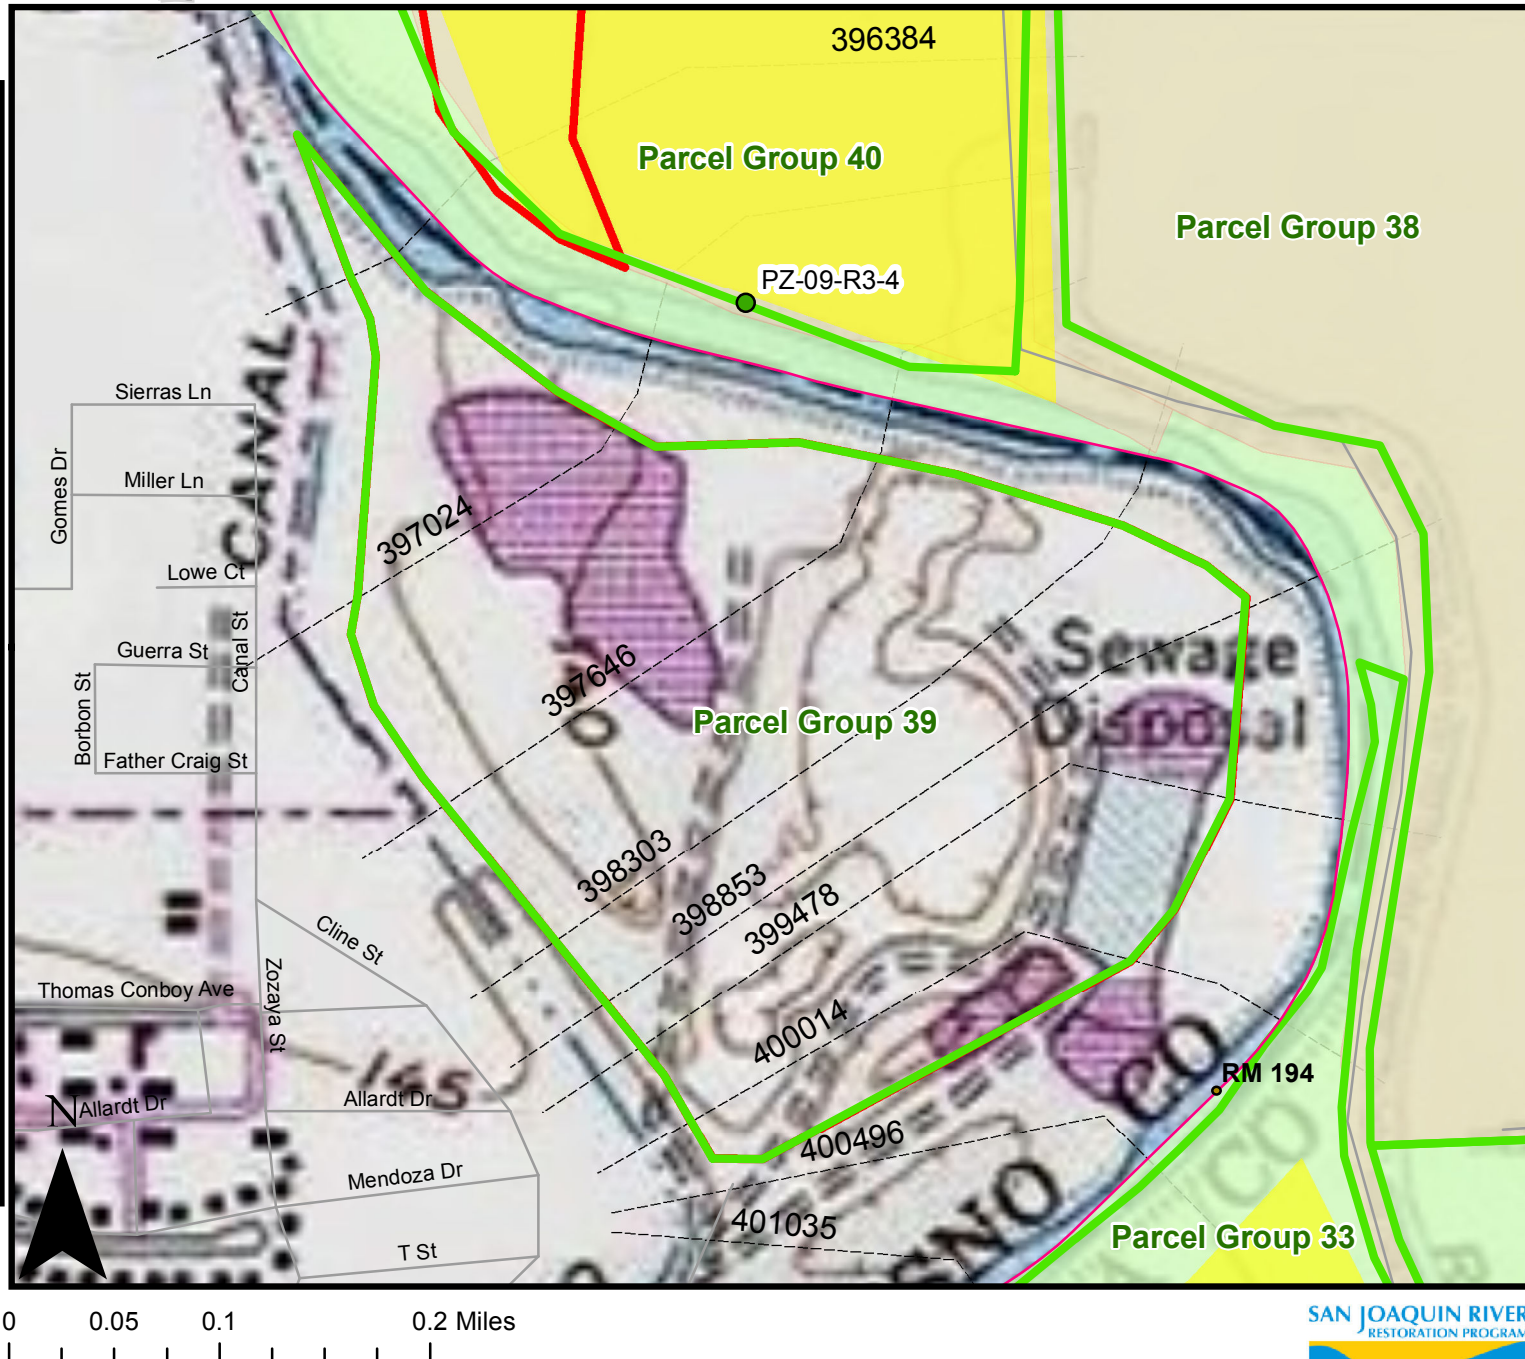 396384
Parcel Group 40
Parcel Group 38
PZ-09-R3-4
CANAL
Sierras Ln
Gomes Dr
Miller Ln
397024
Lowe Ct
Canal St
Guerra St
Borbon St
Father Craig St
397646
Sewage
Disposal
Parcel Group 39
398303
398853
399478
Cline St
Zozaya St
Thomas Conboy Ave
400014
165
RM 194
CO
N
Allardt Dr
Allardt Dr
400496
Mendoza Dr
401035
T St
Parcel Group 33
0 0.05 0.1 0.2 Miles
SAN JOAQUIN RIVER
RESTORATION PROGRAM